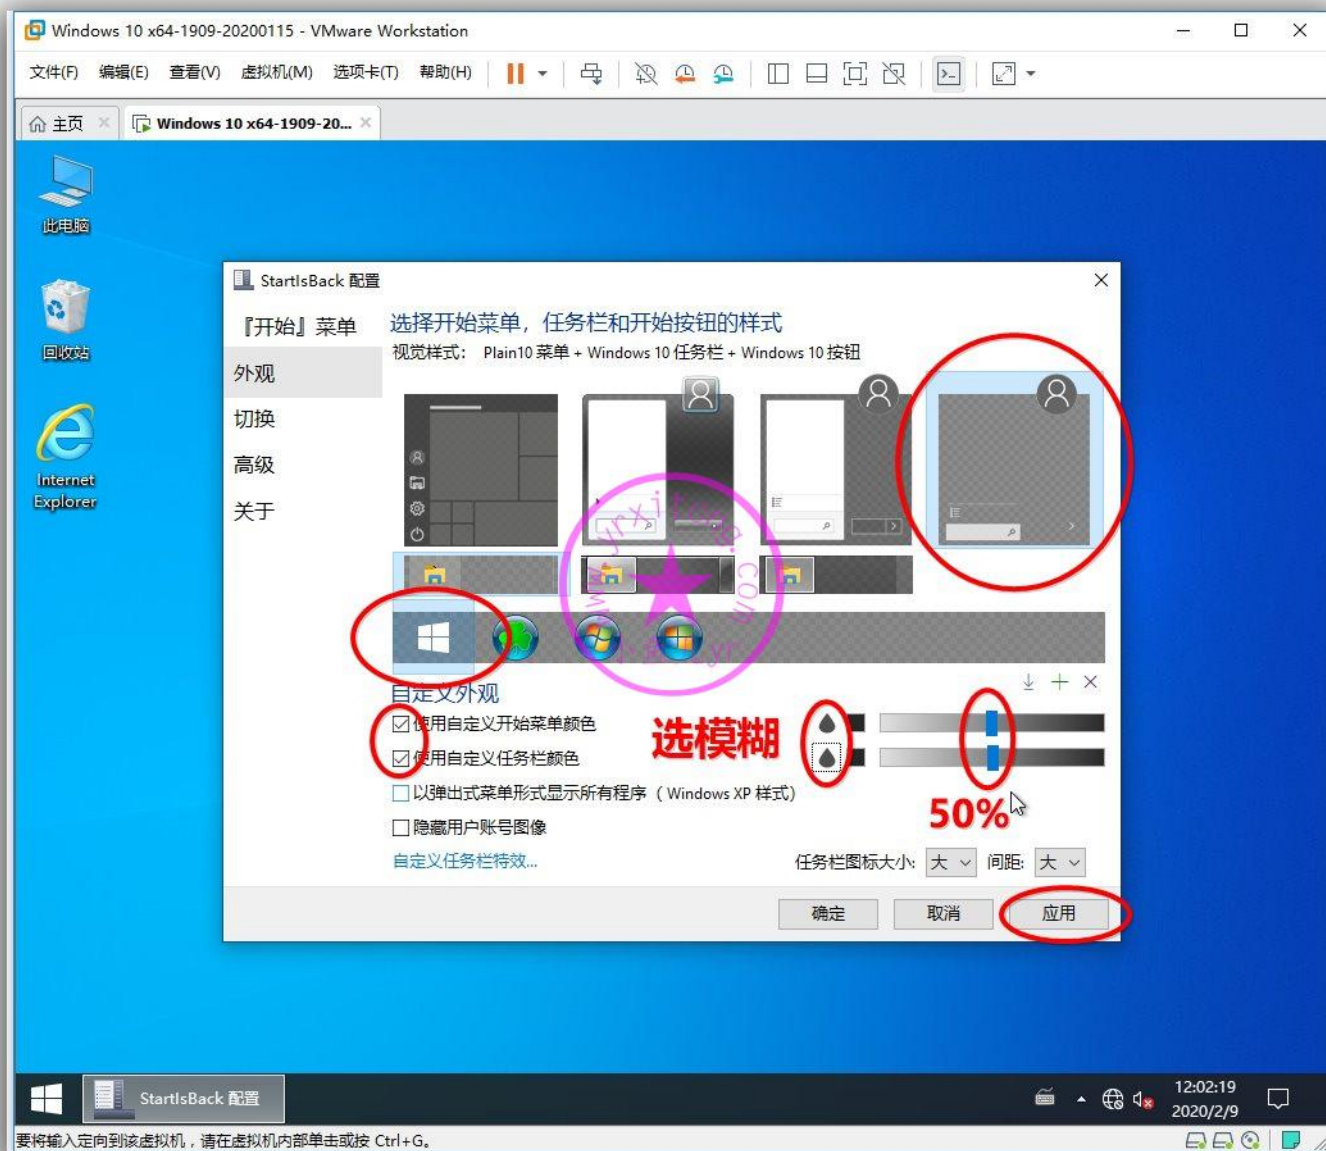 Windows 10 x64-1909-20200115 - VMware Workstation
文件(F) 编辑(E) 查看(V) 虚拟机(M) 选项卡(T) 帮助(H)
主页 Windows 10 x64-1909-20...
此电脑
回收站
Internet
Explorer
StartIsBack 配置
『开始』菜单
外观
切换
高级
关于
选择开始菜单，任务栏和开始按钮的样式
视觉样式： Plain10 菜单 + Windows 10 任务栏 + Windows 10 按钮
www.yrxitong.com
自定义外观
使用自定义开始菜单颜色
使用自定义任务栏颜色
选模糊
以弹出式菜单形式显示所有程序（Windows XP 样式）
50%
隐藏用户账号图像
自定义任务栏特效...
任务栏图标大小: 大 间距: 大
确定 取消 应用
StartIsBack 配置
12:02:19
2020/2/9
要将输入定向到该虚拟机，请在虚拟机内部单击或按 Ctrl+G。